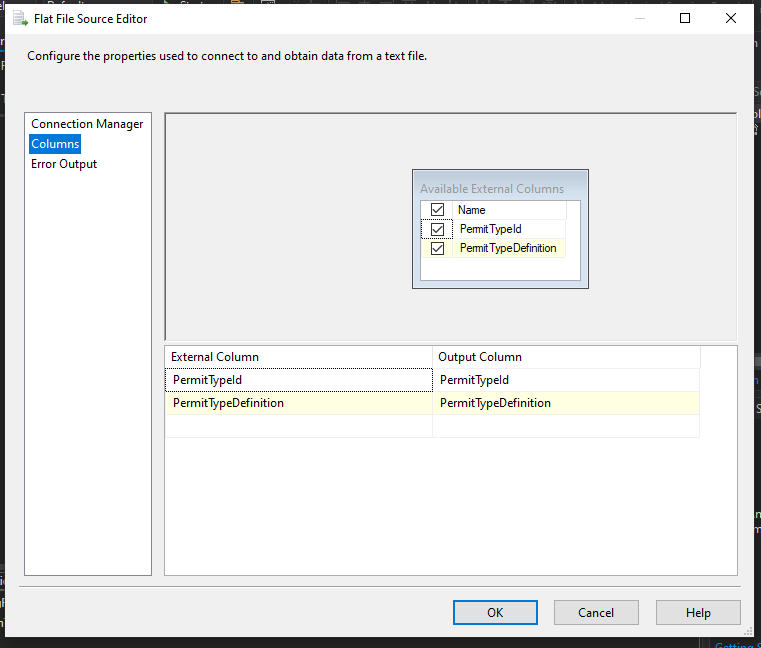 Flat File Source Editor
Configure the properties used to connect to and obtain data from a text file.
Connection Manager
Columns
Error Output
Available External Columns
Name
PermitTypeId
PermitTypeDefinition
External Column Output Column
PermitTypeId PermitTypeId
PermitTypeDefinition PermitTypeDefinition
OK Cancel Help